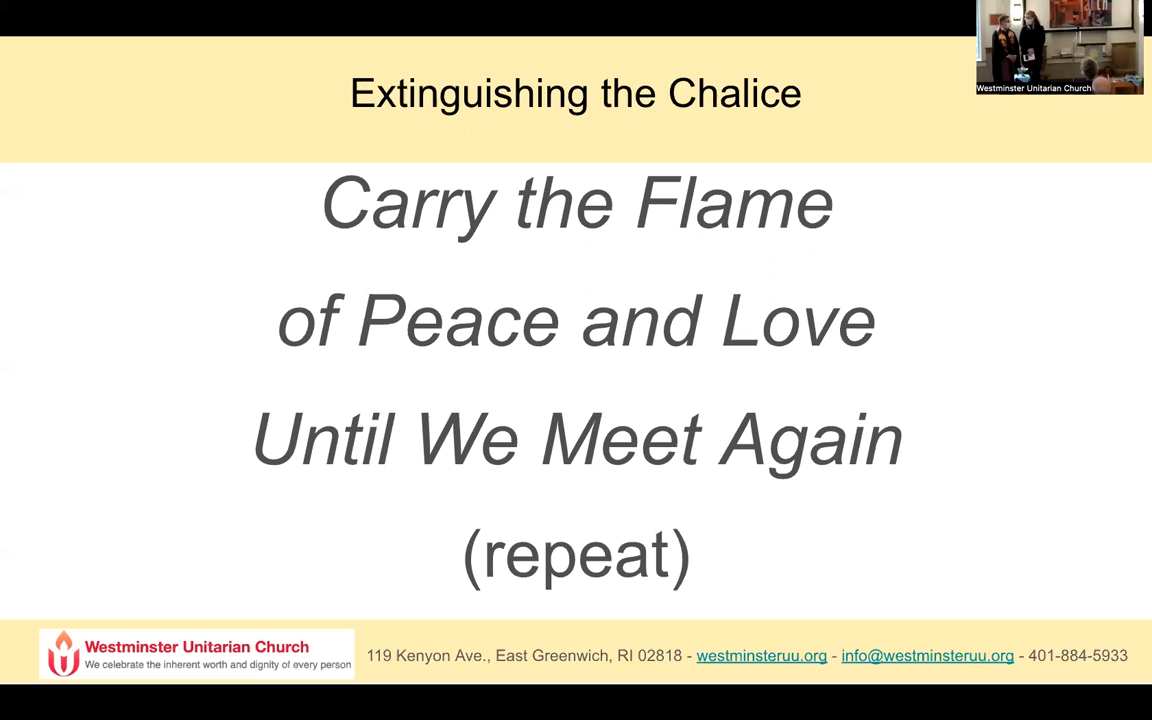 Extinguishing the Chalice
Westminster Unitarian Church
Carry the Flame
of Peace and Love
Until We Meet Again
(repeat)
Westminster Unitarian Church
We celebrate the inherent worth and dignity of every person
119 Kenyon Ave., East Greenwich, RI 02818 - westminsteruu.org - info@westminsteruu.org - 401-884-5933